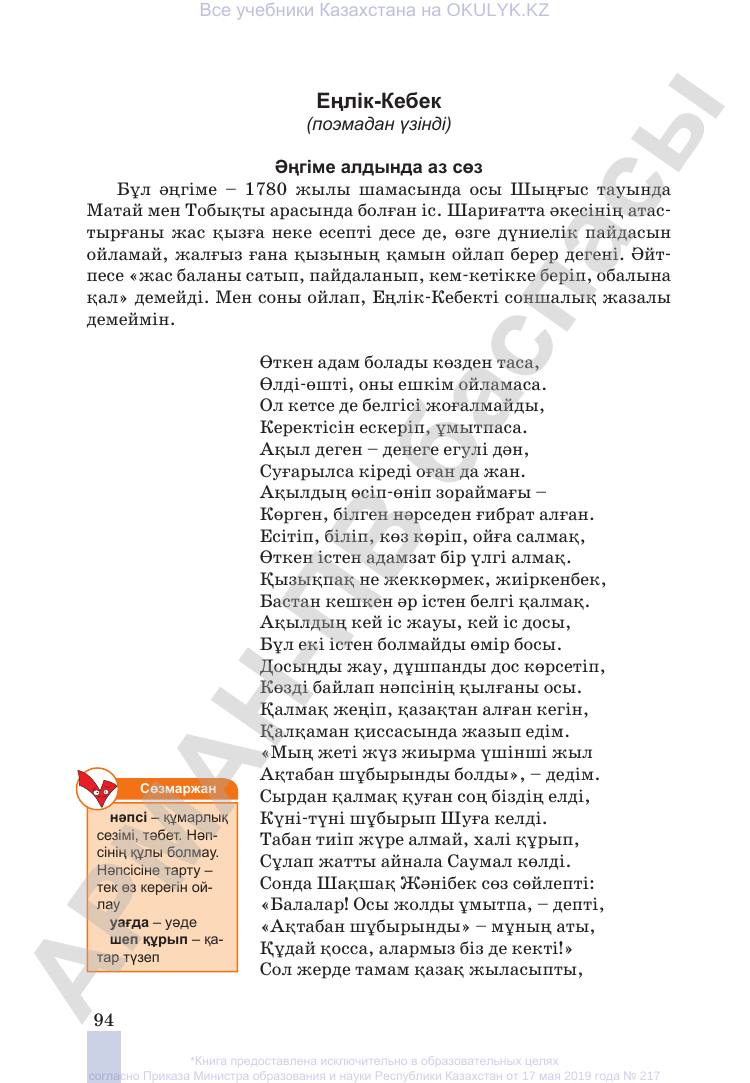 Все учебники Казахстана на OKULYK.KZ
Еңлік-Кебек
(поэмадан үзінді)
Әңгіме алдында аз сөз
Бұл әңгіме – 1780 жылы шамасында осы Шыңғыс тауында
Матай мен Тобықты арасында болған іс. Шариғатта әкесінің атас-
тырғаны жас қызға неке есепті десе де, өзге дүниелік пайдасын
ойламай, жалғыз ғана қызының қамын ойлап берер дегені. Әйт-
песе «жас баланы сатып, пайдаланып, кем-кетікке беріп, обалына
қал» демейді. Мен соны ойлап, Еңлік-Кебекті соншалық жазалы
демеймін.
Өткен адам болады көзден таса,
Өлді-өшті, оны ешкім ойламаса.
Ол кетсе де белгісі жоғалмайды,
Керектісін ескеріп, ұмытпаса.
Ақыл деген – денеге егулі дән,
Суғарылса кіреді оған да жан.
Ақылдың өсіп-өніп зораймағы –
Көрген, білген нәрседен ғибрат алған.
Есітіп, біліп, көз көріп, ойға салмақ,
Өткен істен адамзат бір үлгі алмақ.
Қызықпақ не жеккөрмек, жиіркенбек,
Бастан кешкен әр істен белгі қалмақ.
Ақылдың кей іс жауы, кей іс досы,
Бұл екі істен болмайды өмір босы.
Досыңды жау, дұшпанды дос көрсетіп,
Көзді байлап нәпсінің қылғаны осы.
Қалмақ жеңіп, қазақтан алған кегін,
Қалқаман қиссасында жазып едім.
«Мың жеті жүз жиырма үшінші жыл
Ақтабан шұбырынды болды», – дедім.
Сырдан қалмақ қуған соң біздің елді,
Күні-түні шұбырып Шуға келді.
Табан тиіп жүре алмай, халі құрып,
Сұлап жатты айнала Саумал көлді.
Сонда Шақшақ Жәнібек сөз сөйлепті:
«Балалар! Осы жолды ұмытпа, – депті,
«Ақтабан шұбырынды» – мұның аты,
Құдай қосса, алармыз біз де кекті!»
Сол жерде тамам қазақ жыласыпты,
Сөзмаржан
нәпсі – құмарлық
сезімі, тәбет. Нәп-
сінің құлы болмау.
Нәпсісіне тарту –
тек өз керегін ой-
лау
уағда – уәде
шеп құрып – қа-
тар түзеп
94
АРМАН-ПВ баспасы
*Книга предоставлена исключительно в образовательных целях
согласно Приказа Министра образования и науки Республики Казахстан от 17 мая 2019 года № 217